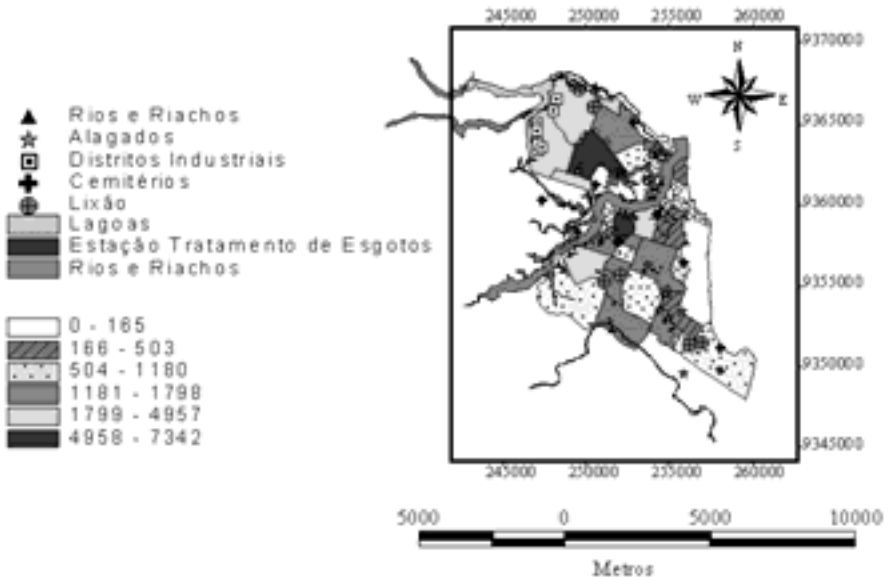 245000 250000 255000 260000
9370000
N
W E
S
Rios e Riachos
Alagados
9365000
Distritos Industriais
Cemitérios
Lixão
9360000
Lagoas
Estação Tratamento de Esgotos
Rios e Riachos
9355000
0 - 165
166 - 503
504 - 1180
9350000
1181 - 1798
1799 - 4957
4958 - 7342
9345000
245000 250000 255000 260000
5000 0 5000 10000
Metros